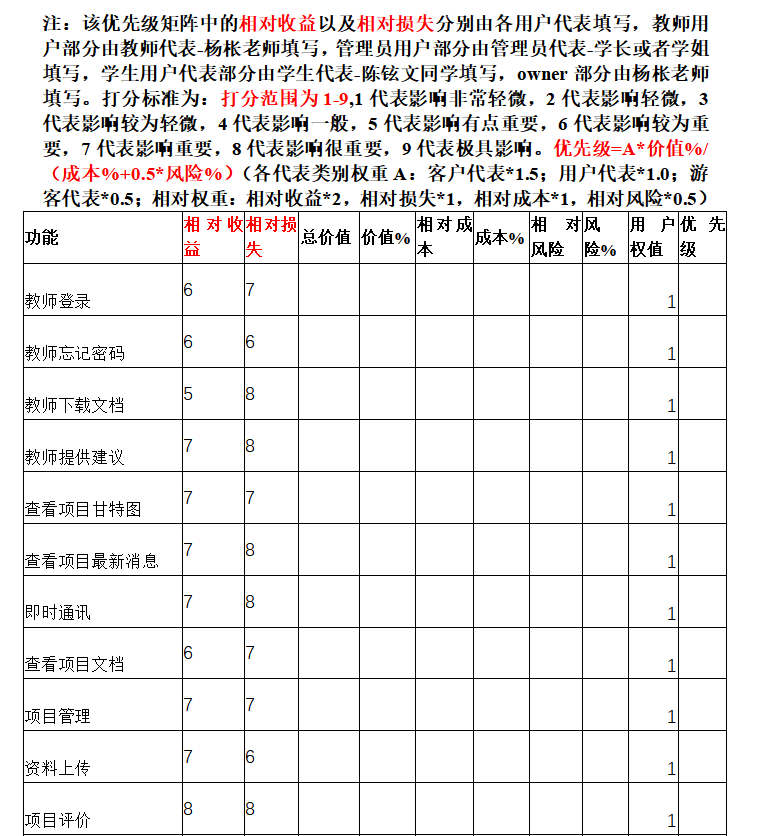 注：该优先级矩阵中的相对收益以及相对损失分别由各用户代表填写，教师用
户部分由教师代表-杨枨老师填写，管理员用户部分由管理员代表-学长或者学姐
填写，学生用户代表部分由学生代表-陈铉文同学填写，owner 部分由杨枨老师
填写。打分标准为：打分范围为 1-9,1 代表影响非常轻微，2 代表影响轻微，3
代表影响较为轻微，4 代表影响一般，5 代表影响有点重要，6 代表影响较为重
要，7 代表影响重要，8 代表影响很重要，9 代表极具影响。优先级=A*价值%/
（成本%+0.5*风险%）（各代表类别权重 A：客户代表*1.5；用户代表*1.0；游
客代表*0.5；相对权重：相对收益*2，相对损失*1，相对成本*1，相对风险*0.5）
功能 相对收益 相对损失 总价值 价值% 相对成本 成本% 相对风险 风险% 用户权值 优先级
教师登录 6 7 1
教师忘记密码 6 6 1
教师下载文档 5 8 1
教师提供建议 7 8 1
查看项目甘特图 7 7 1
查看项目最新消息 7 8 1
即时通讯 7 8 1
查看项目文档 6 7 1
项目管理 7 7 1
资料上传 7 6 1
项目评价 8 8 1